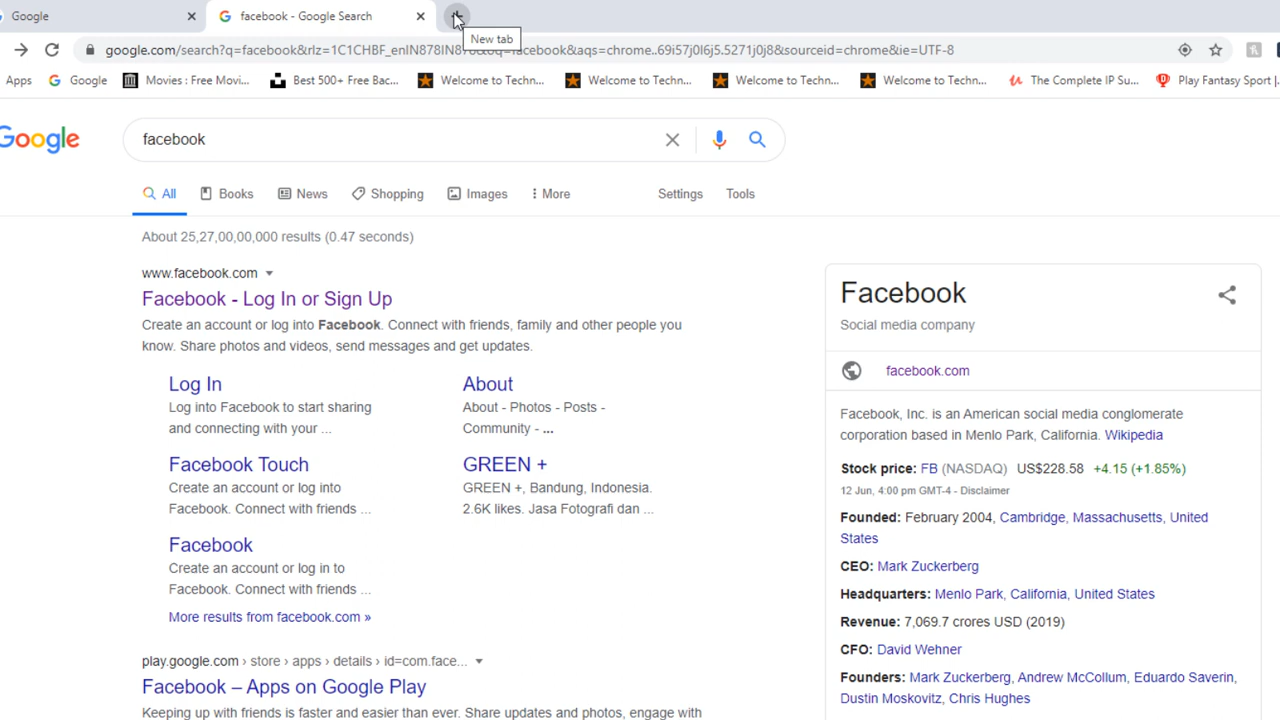 Google
facebook - Google Search
New tab
google.com/search?q=facebook&rlz=1C1CHBF_enIN878IN8 =facebook&aqs=chrome..69i57j0l6j5.5271j0j8&sourceid=chrome&ie=UTF-8
Apps Google Movies : Free Movi... Best 500+ Free Bac... Welcome to Techn... Welcome to Techn... Welcome to Techn... Welcome to Techn... The Complete IP Su... Play Fantasy Sport |.
Google
facebook
All Books News Shopping Images More Settings Tools
About 25,27,00,00,000 results (0.47 seconds)
www.facebook.com
Facebook - Log In or Sign Up
Create an account or log into Facebook. Connect with friends, family and other people you
know. Share photos and videos, send messages and get updates.
Log In
Log into Facebook to start sharing
and connecting with your ...
About
About - Photos - Posts -
Community - ...
Facebook Touch
Create an account or log into
Facebook. Connect with friends ...
GREEN +
GREEN +, Bandung, Indonesia.
2.6K likes. Jasa Fotografi dan ...
Facebook
Create an account or log in to
Facebook. Connect with friends ...
More results from facebook.com »
play.google.com › store › apps › details › id=com.face...
Facebook – Apps on Google Play
Keeping up with friends is faster and easier than ever. Share updates and photos, engage with
Facebook
Social media company
facebook.com
Facebook, Inc. is an American social media conglomerate
corporation based in Menlo Park, California. Wikipedia
Stock price: FB (NASDAQ) US$228.58 +4.15 (+1.85%)
12 Jun, 4:00 pm GMT-4 - Disclaimer
Founded: February 2004, Cambridge, Massachusetts, United
States
CEO: Mark Zuckerberg
Headquarters: Menlo Park, California, United States
Revenue: 7,069.7 crores USD (2019)
CFO: David Wehner
Founders: Mark Zuckerberg, Andrew McCollum, Eduardo Saverin,
Dustin Moskovitz, Chris Hughes